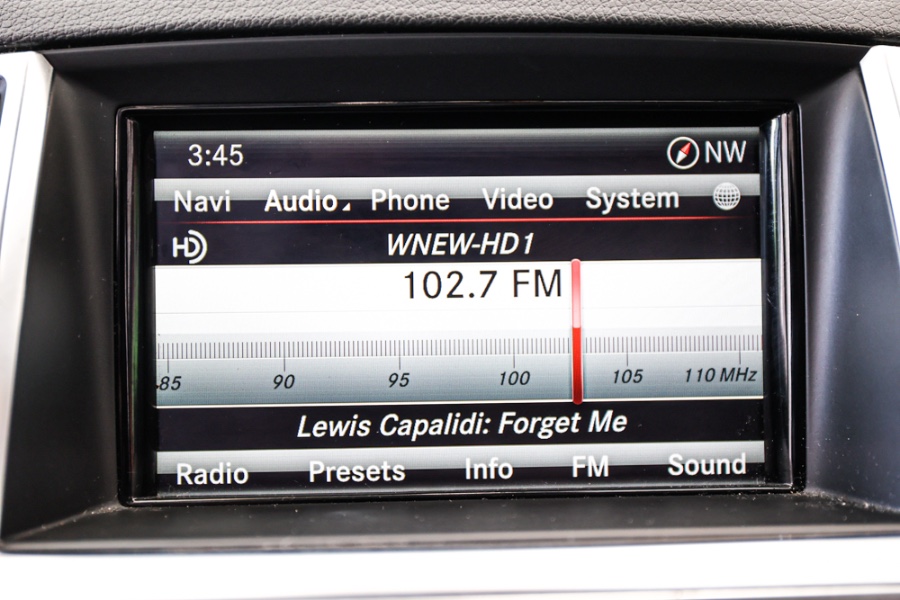 3:45 NW
Navi Audio Phone Video System
HD WNEW-HD1
102.7 FM
85 90 95 100 105 110 MHz
Lewis Capalidi: Forget Me
Radio Presets Info FM Sound